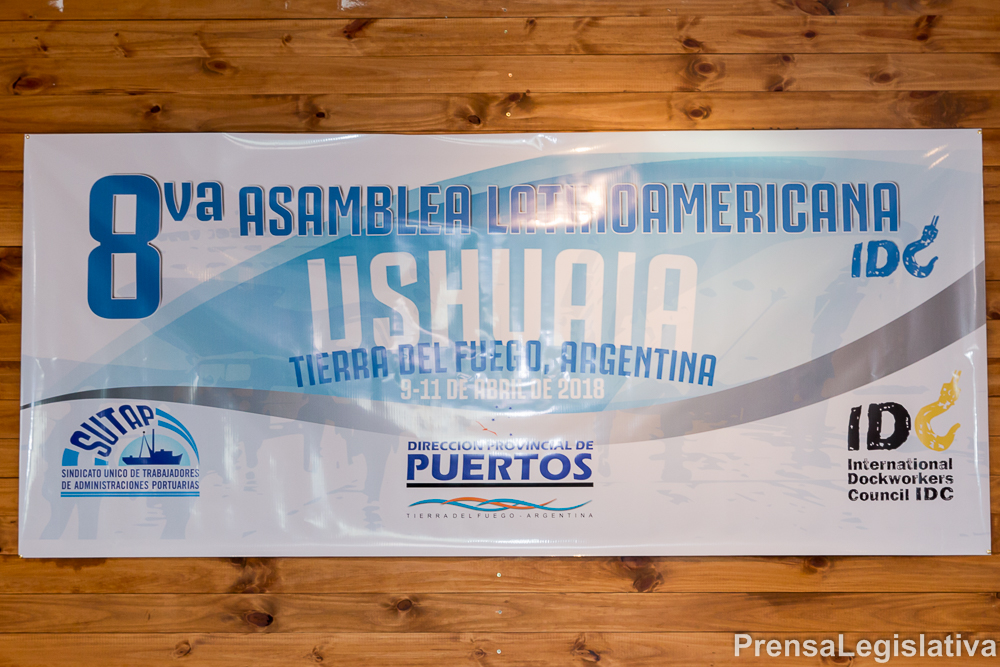 8va ASAMBLEA LATINOAMERICANA
IDC
USHUAIA
TIERRA DEL FUEGO, ARGENTINA
9-11 DE ABRIL DE 2018
SUTAP
SINDICATO UNICO DE TRABAJADORES
DE ADMINISTRACIONES PORTUARIAS
DIRECCION PROVINCIAL DE
PUERTOS
TIERRA DEL FUEGO - ARGENTINA
IDC
International
Dockworkers
Council IDC
PrensaLegislativa